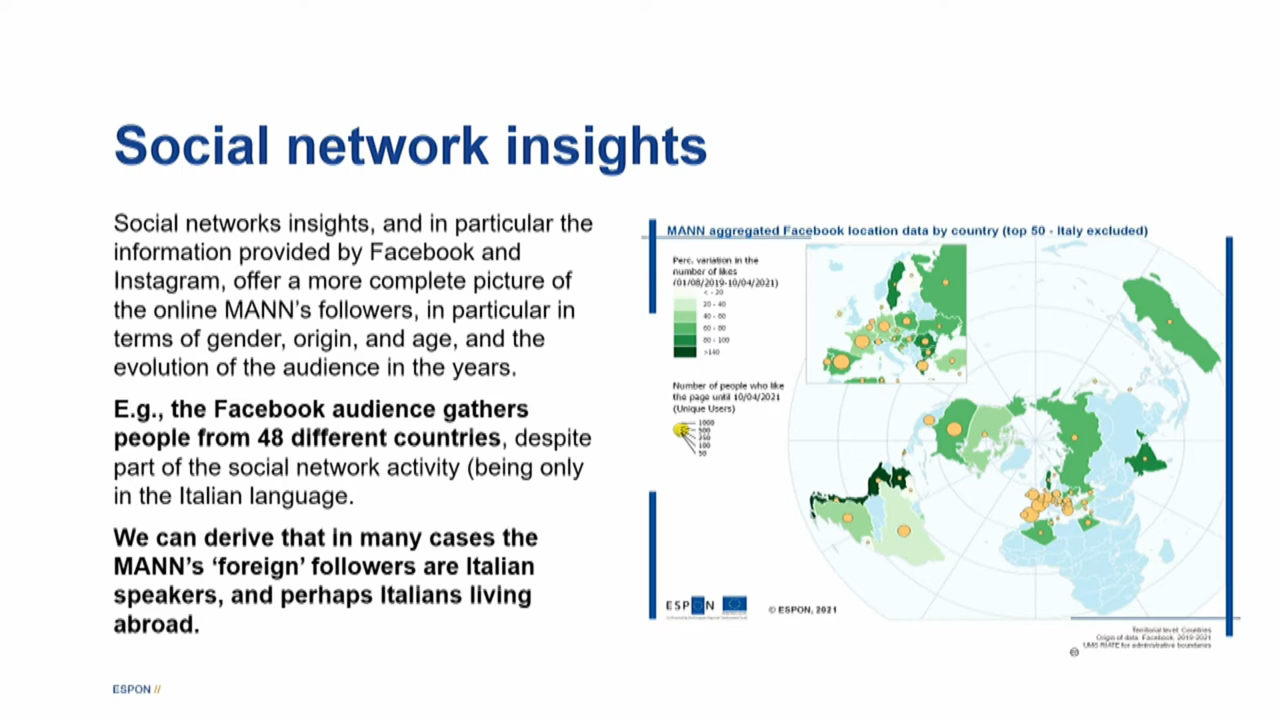 Social network insights
Social networks insights, and in particular the
information provided by Facebook and
Instagram, offer a more complete picture of
the online MANN's followers, in particular in
terms of gender, origin, and age, and the
evolution of the audience in the years.
E.g., the Facebook audience gathers
people from 48 different countries, despite
part of the social network activity (being only
in the Italian language.
We can derive that in many cases the
MANN's ‘foreign’ followers are Italian
speakers, and perhaps Italians living
abroad.
MANN aggregated Facebook location data by country (top 50 - Italy excluded)
Perc. variation in the
number of likes
(01/08/2019-10/04/2021)
< - 20
20 - 40
40 - 60
60 - 80
80 - 100
>140
Number of people who like
the page until 10/04/2021
(Unique Users)
1000
500
250
100
50
ESPON
© ESPON, 2021
Territorial level: Countries
Origin of data: Facebook, 2019-2021
UMS RIATE for administrative boundaries
ESPON //